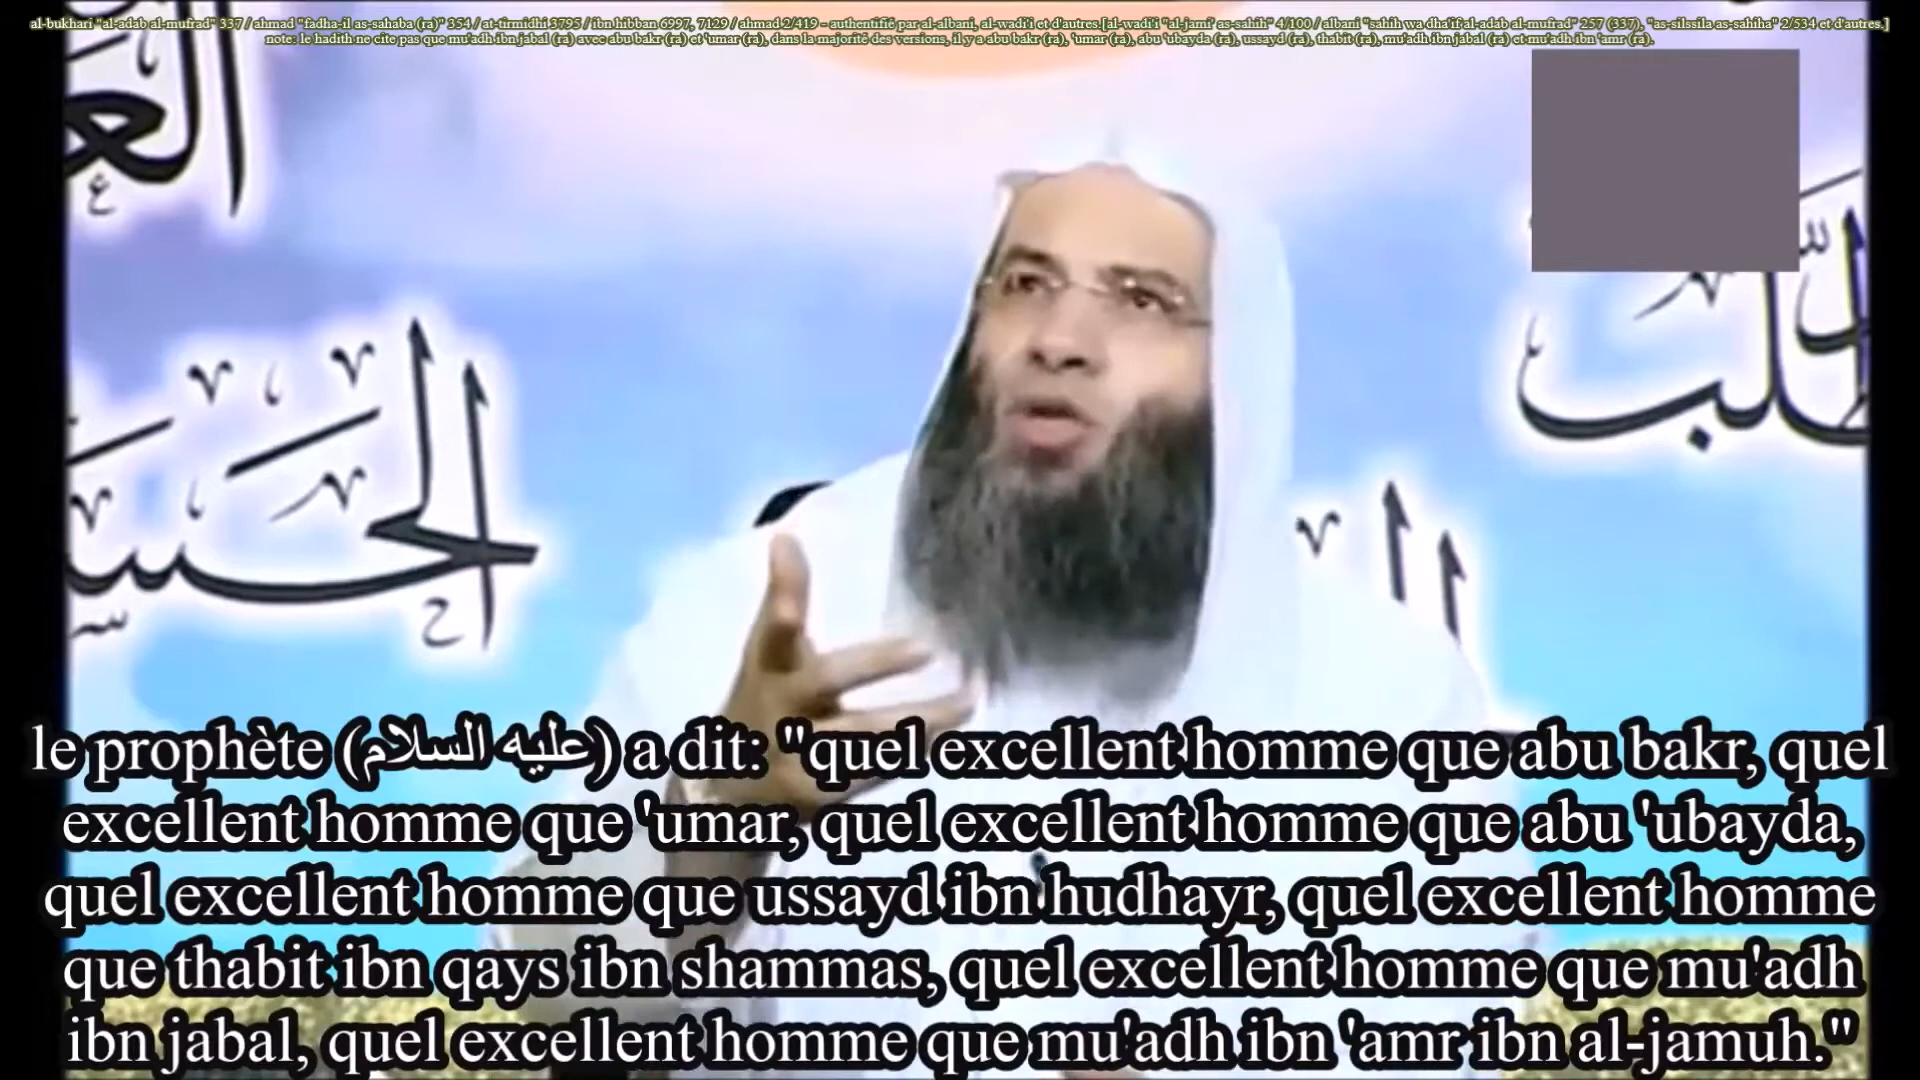 al-bukhari "al-adab al-mufrad" 337 / ahmad "fadha-il as-sahaba (ra)" 354 / at-tirmidhi 3795 / ibn hibban 6997, 7129 / ahmad 2/419 - authentifié par al-albani, al-wadi'i et d'autres.[al-wadi'i "al-jami' as-sahih" 4/100 / albani "sahih wa dha'if al-adab al-mufrad" 257 (337), "as-silssila as-sahiha" 2/534 et d'autres.]
note: le hadith ne cite pas que mu'adh ibn jabal (ra) avec abu bakr (ra) et 'umar (ra), dans la majorité des versions, il y a abu bakr (ra), 'umar (ra), abu 'ubayda (ra), ussayd (ra), thabit (ra), mu'adh ibn jabal (ra) et mu'adh ibn 'amr (ra).
le prophète (عليه السلام) a dit: "quel excellent homme que abu bakr, quel
excellent homme que 'umar, quel excellent homme que abu 'ubayda,
quel excellent homme que ussayd ibn hudhayr, quel excellent homme
que thabit ibn qays ibn shammas, quel excellent homme que mu'adh
ibn jabal, quel excellent homme que mu'adh ibn 'amr ibn al-jamuh."